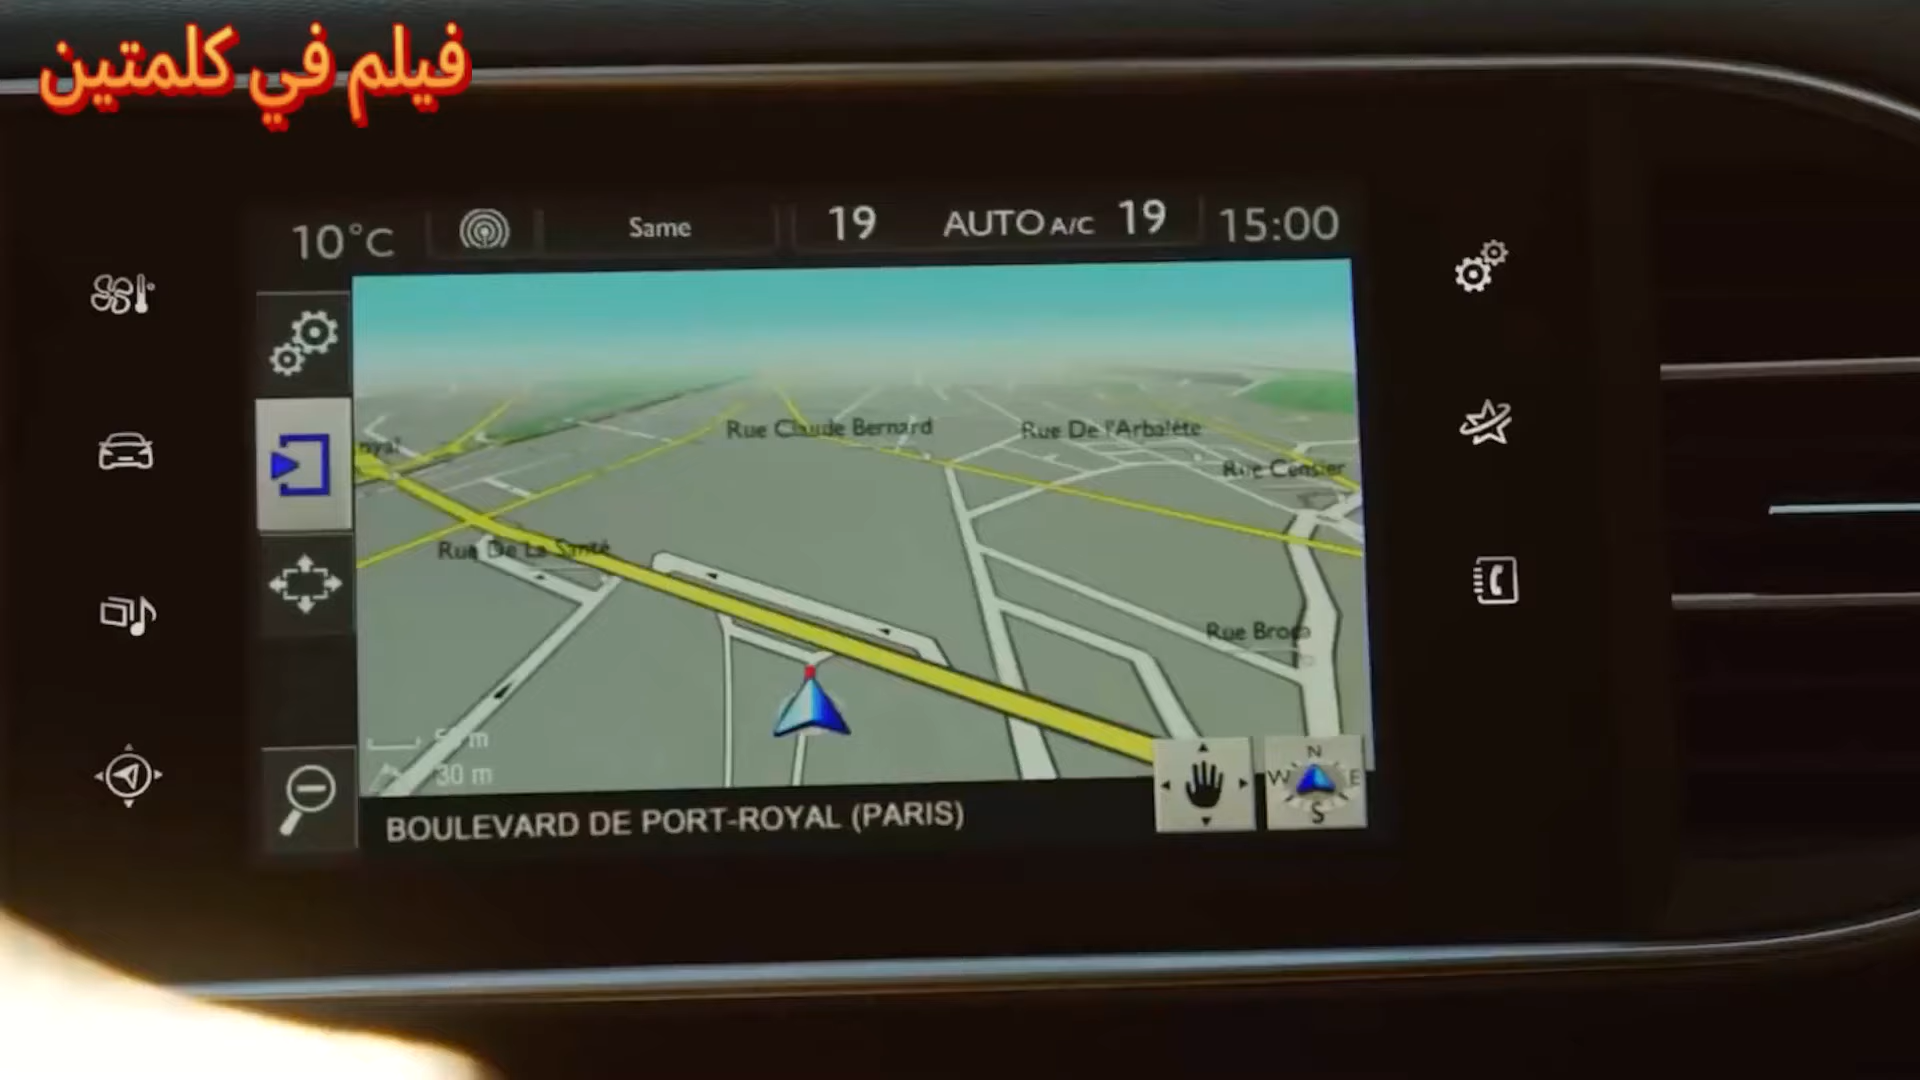 فيلم في كلمتين
10°C
Same
19
AUTO A/C 19
15:00
Rue Claude Bernard
Rue De l'Arbalète
Rue Censier
Rue De La Santé
Rue Broca
30 m
BOULEVARD DE PORT-ROYAL (PARIS)
N
W E
S